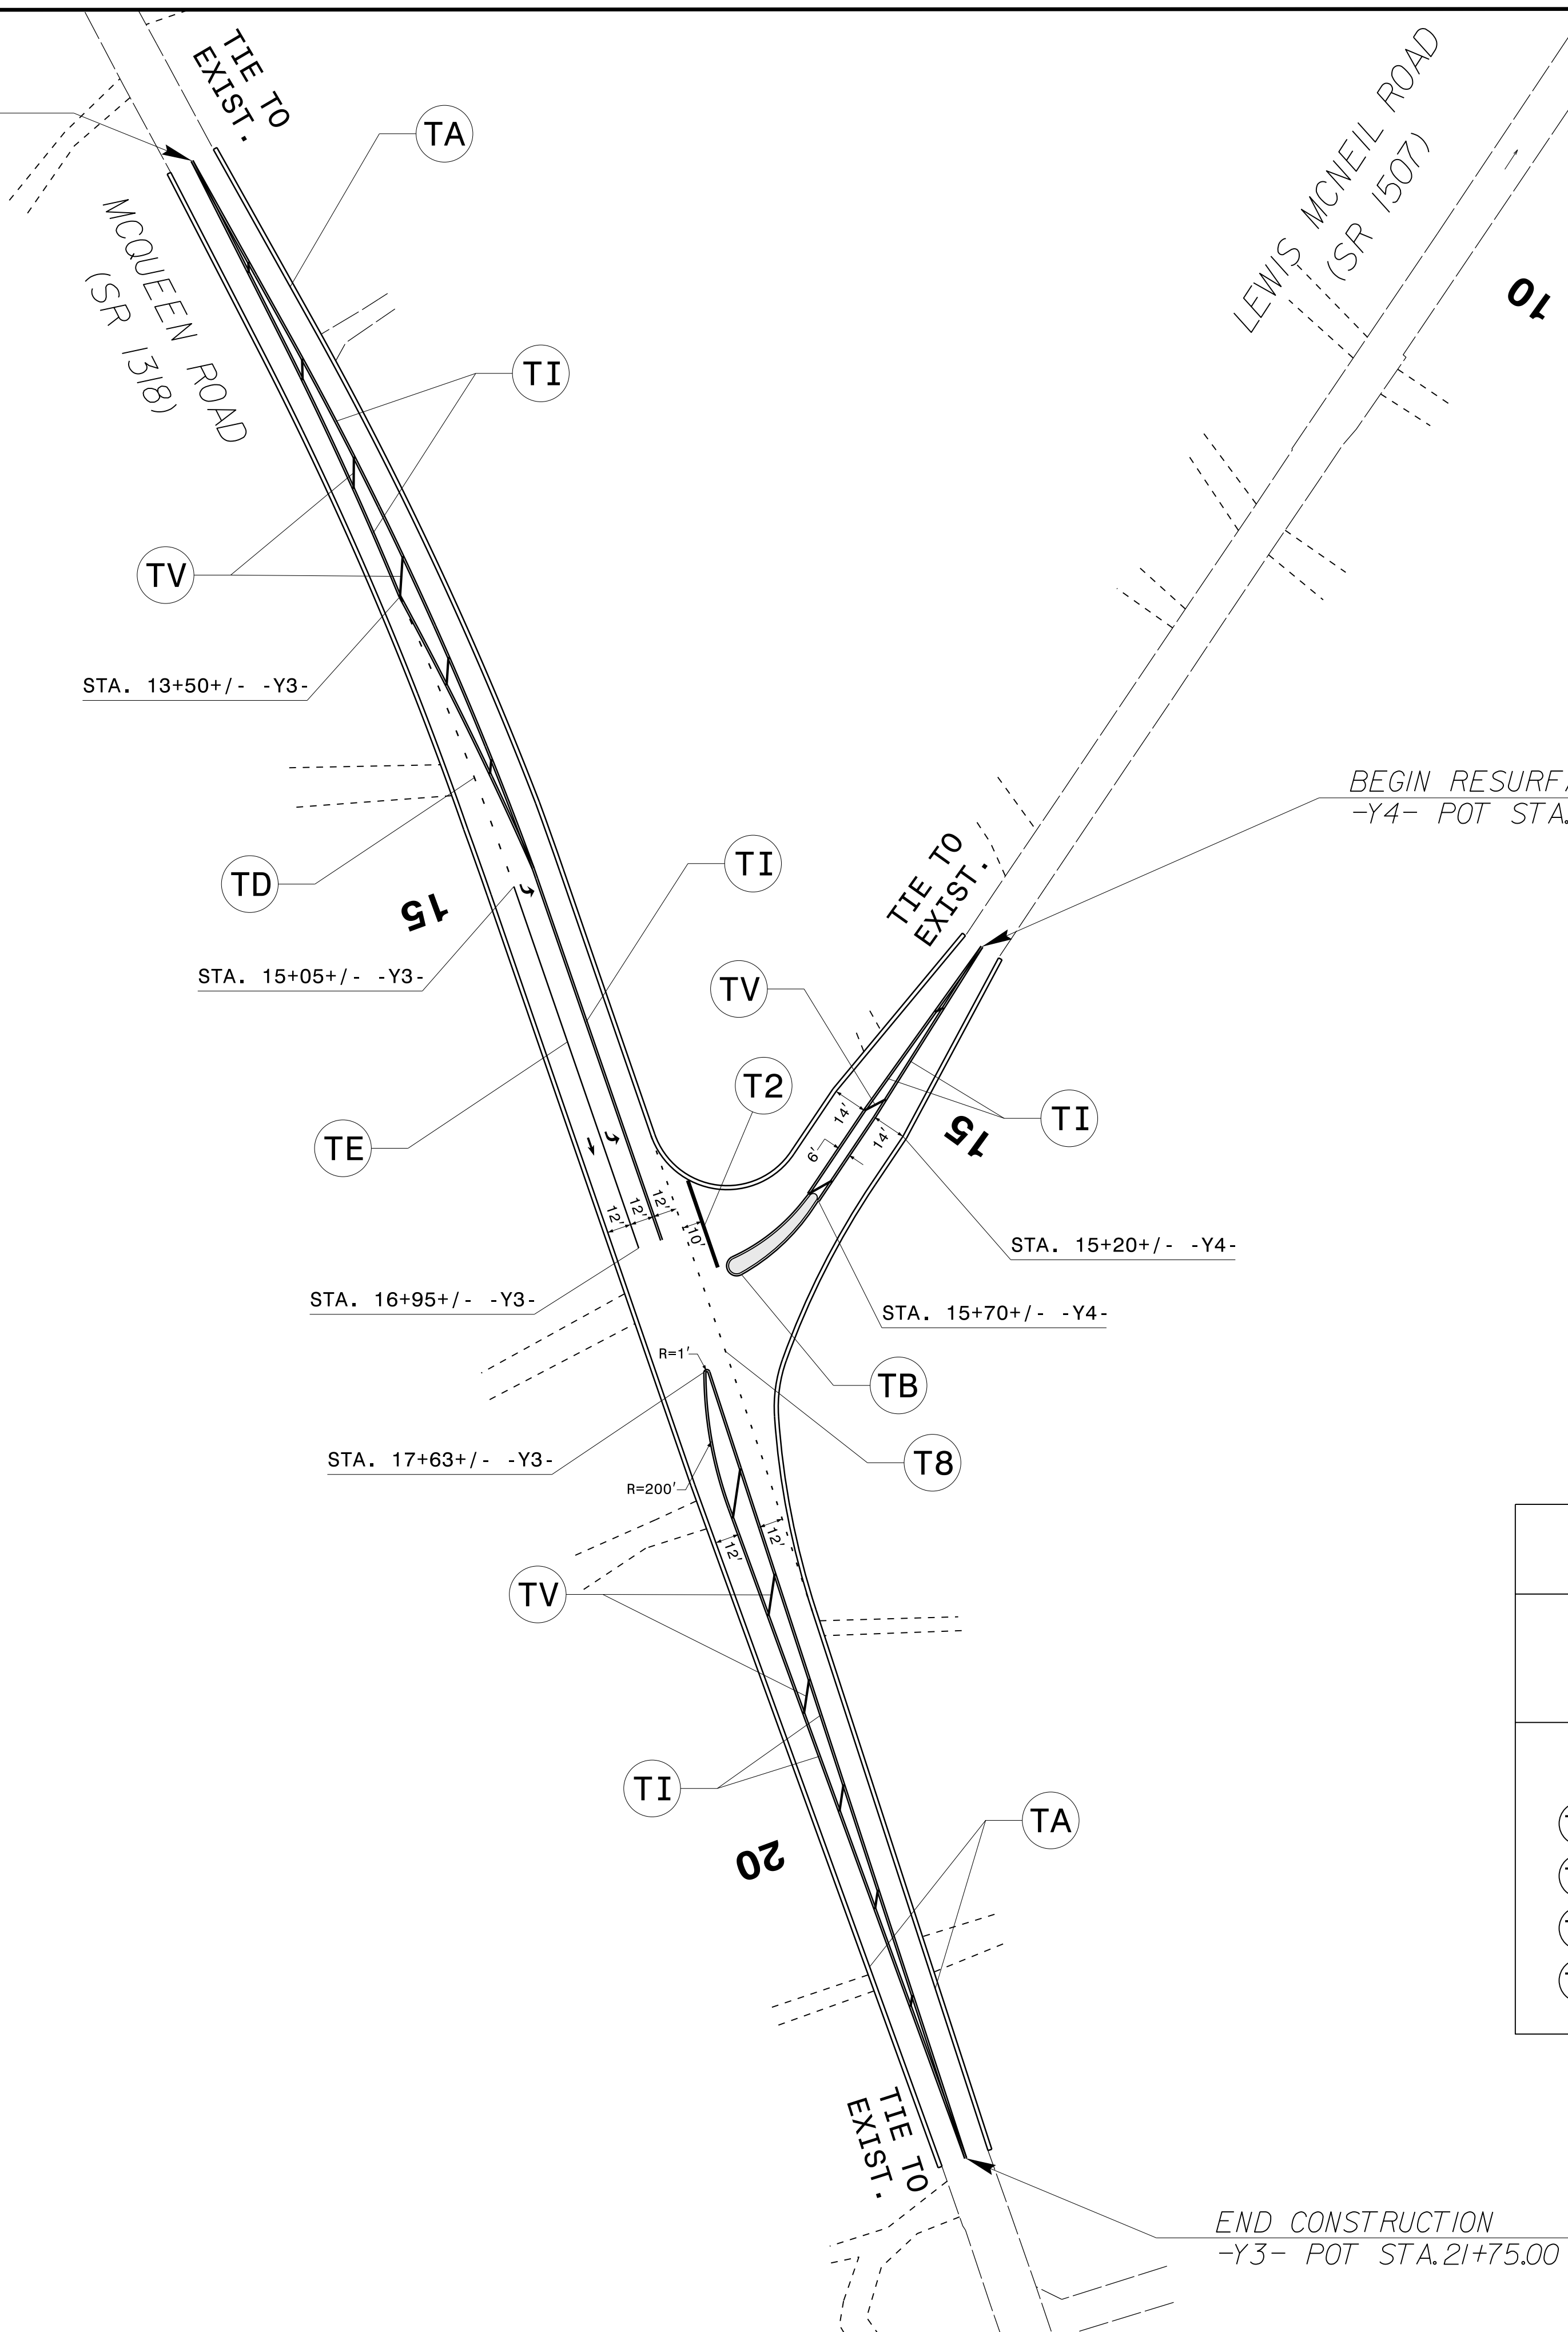 TIE TO
EXIST.
TA
MCQUEEN ROAD
(SR 1318)
LEWIS MCNEIL ROAD
(SR 1507)
10
TI
TV
STA. 13+50+/- -Y3-
BEGIN RESURFA
-Y4- POT STA.
TIE TO
EXIST.
TI
TD
15
STA. 15+05+/- -Y3-
TV
T2
14'
TI
15
14'
6'
TE
12'
12'
12'
10'
STA. 15+20+/- -Y4-
STA. 16+95+/- -Y3-
STA. 15+70+/- -Y4-
R=1'
TB
STA. 17+63+/- -Y3-
T8
R=200'
12'
12'
TV
TI
TA
20
TIE TO
EXIST.
END CONSTRUCTION
-Y3- POT STA.21+75.00